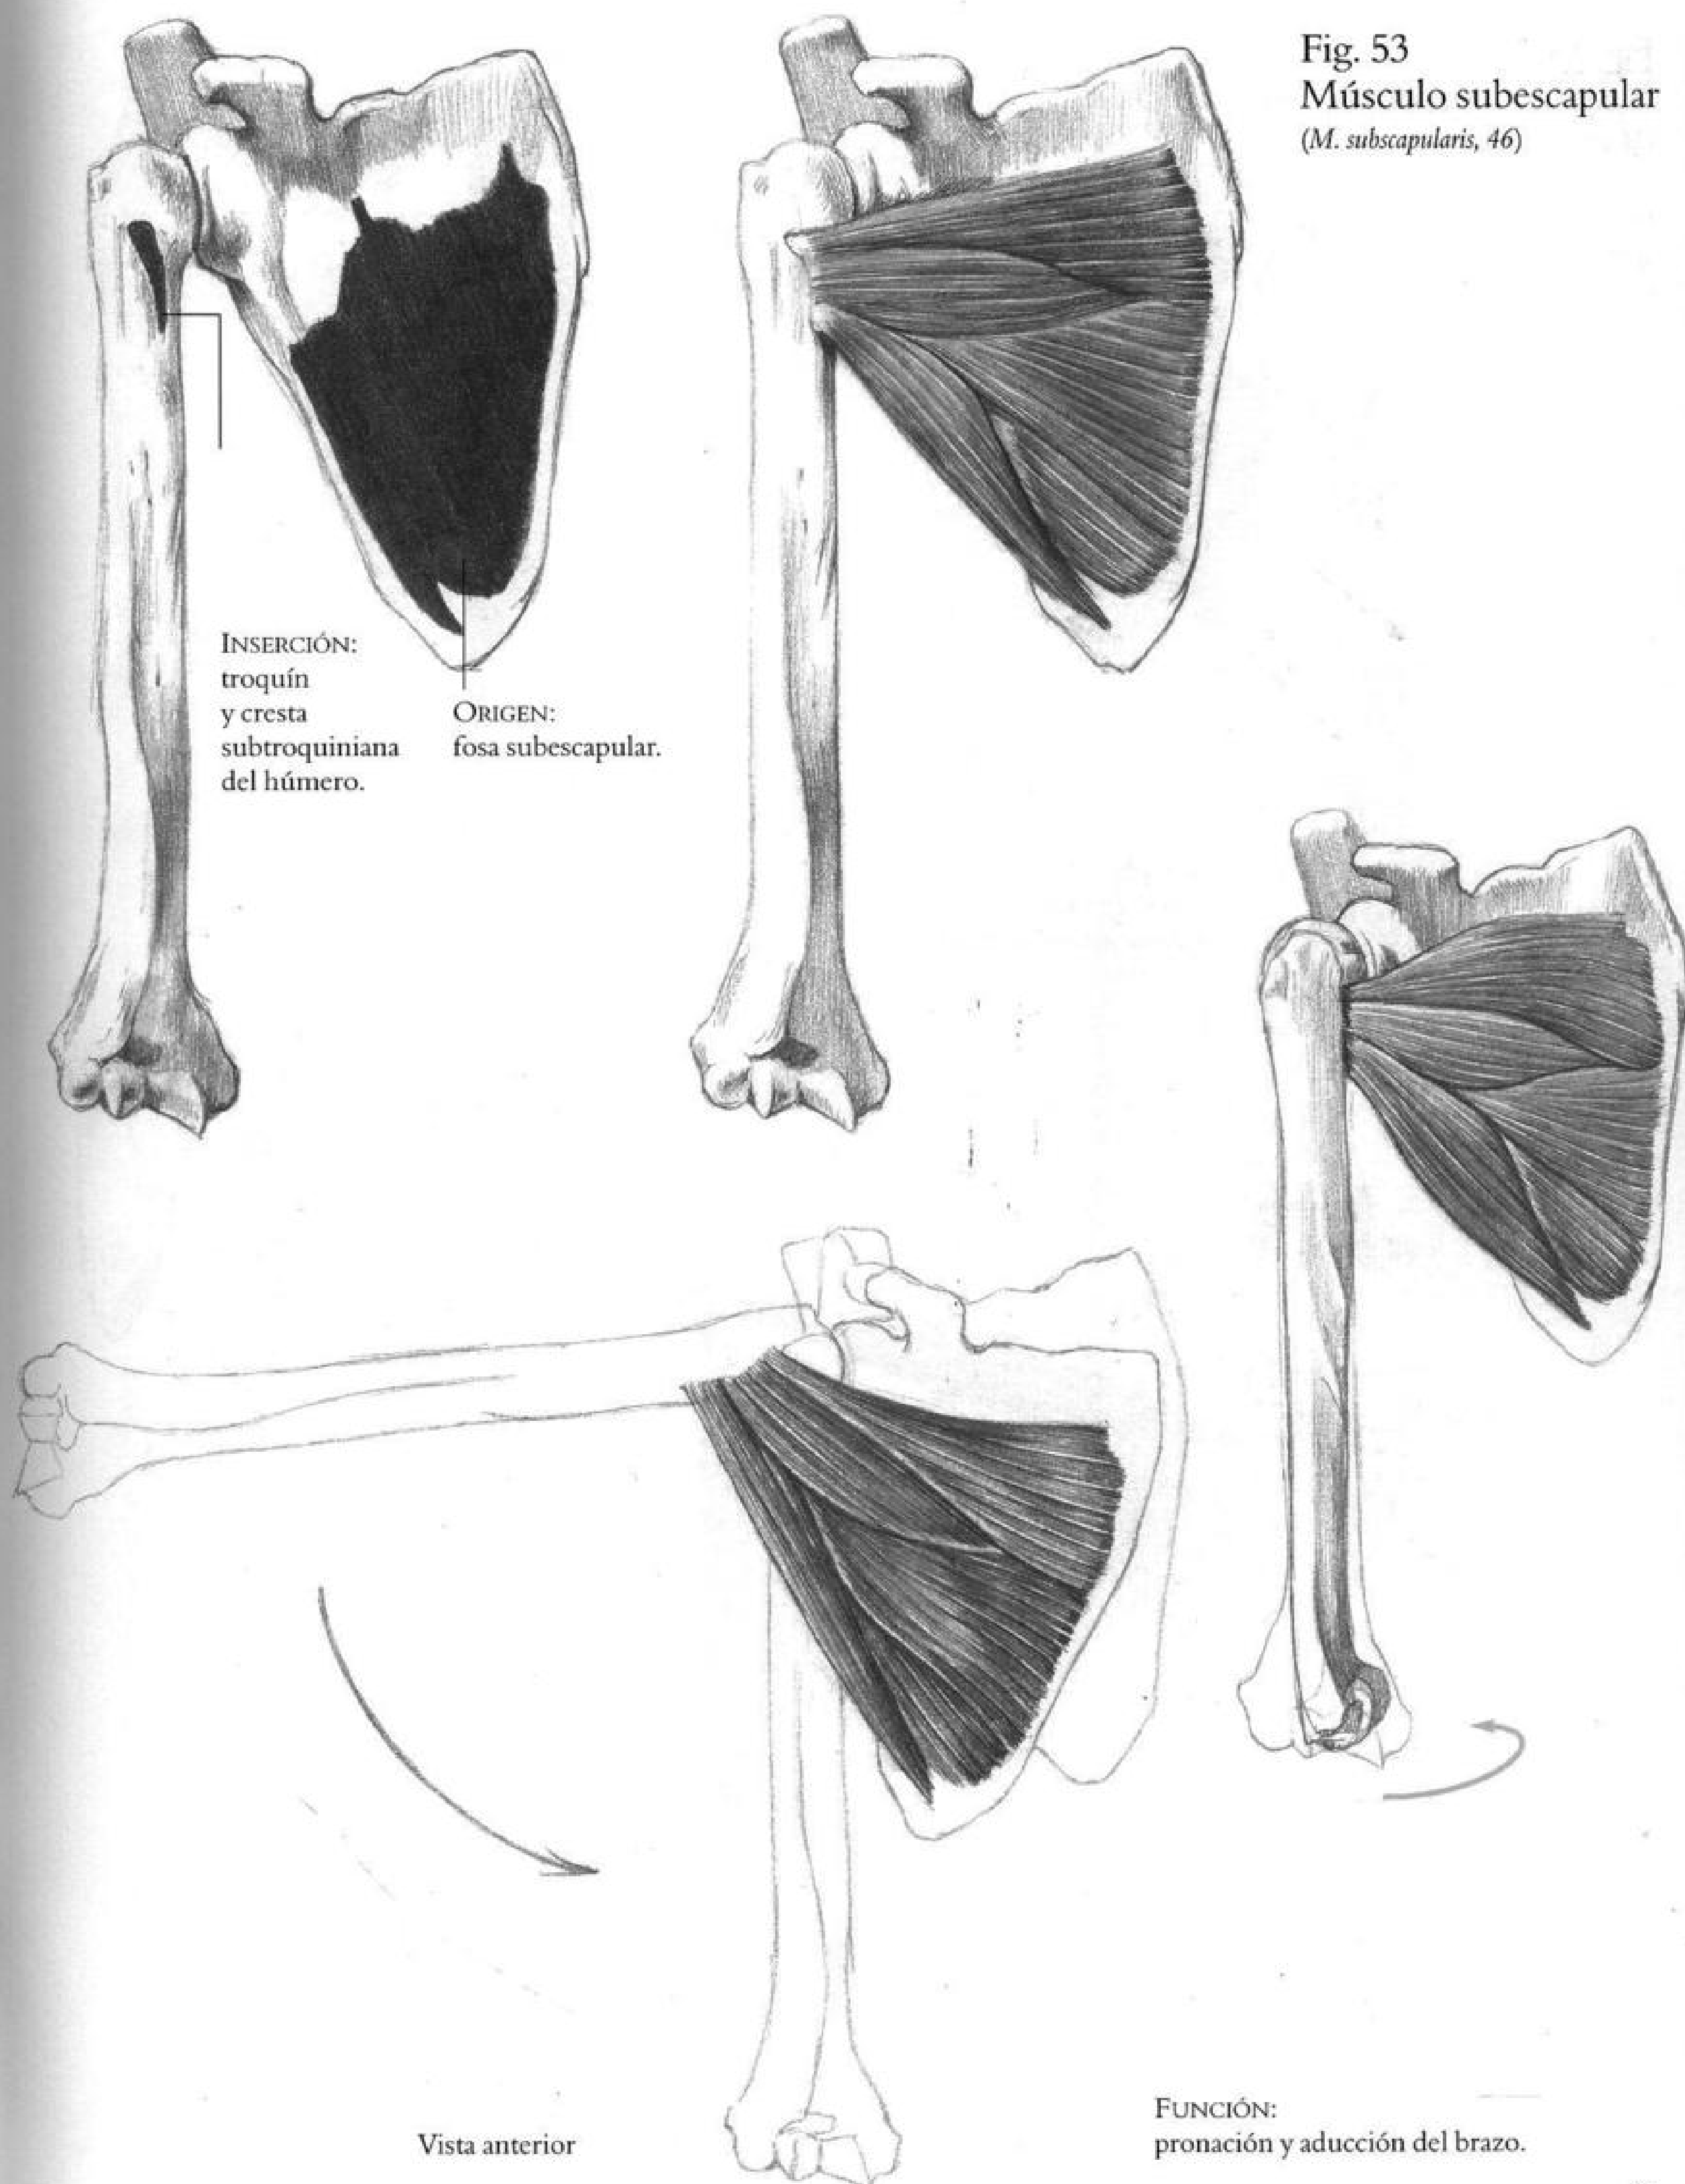 Fig. 53
Músculo subescapular
(M. subscapularis, 46)
INSERCIÓN:
troquín
y cresta
subtroquiniana
del húmero.
ORIGEN:
fosa subescapular.
Vista anterior
FUNCIÓN:
pronación y aducción del brazo.